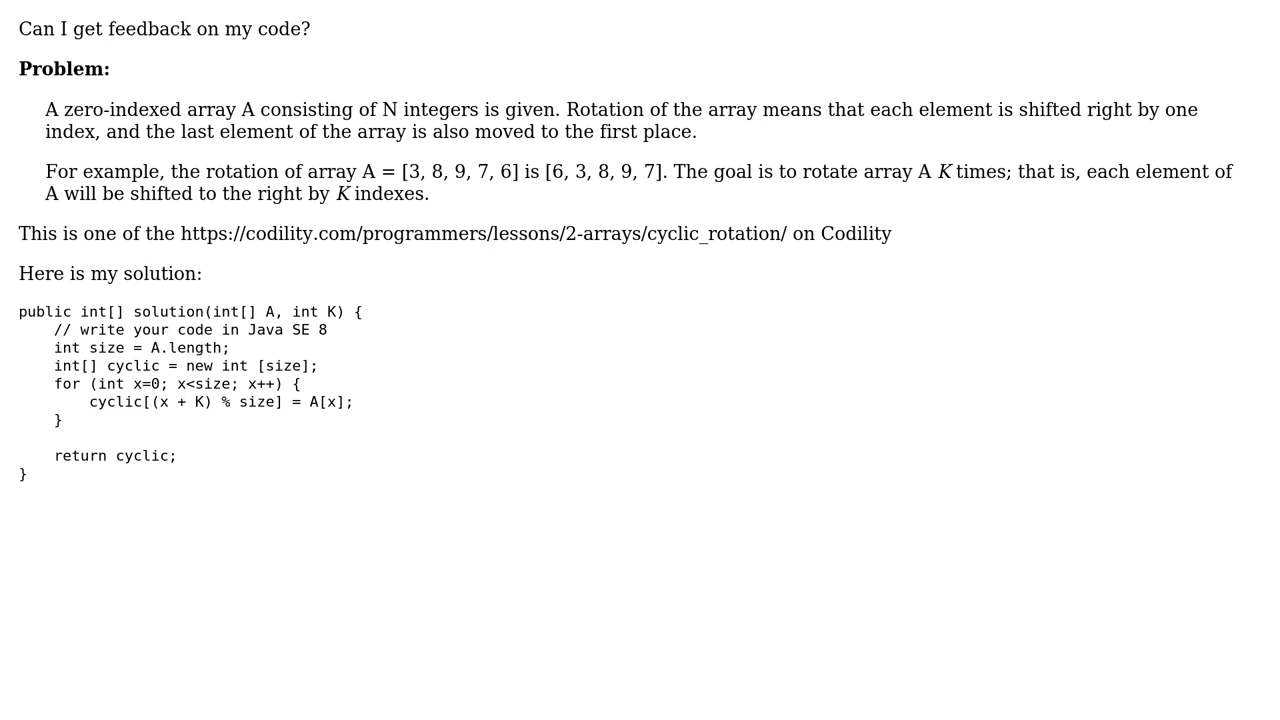 Can I get feedback on my code?
Problem:
A zero-indexed array A consisting of N integers is given. Rotation of the array means that each element is shifted right by one
index, and the last element of the array is also moved to the first place.
For example, the rotation of array A = [3, 8, 9, 7, 6] is [6, 3, 8, 9, 7]. The goal is to rotate array A K times; that is, each element of
A will be shifted to the right by K indexes.
This is one of the https://codility.com/programmers/lessons/2-arrays/cyclic_rotation/ on Codility
Here is my solution:
public int[] solution(int[] A, int K) {
    // write your code in Java SE 8
    int size = A.length;
    int[] cyclic = new int [size];
    for (int x=0; x<size; x++) {
        cyclic[(x + K) % size] = A[x];
    }
    return cyclic;
}